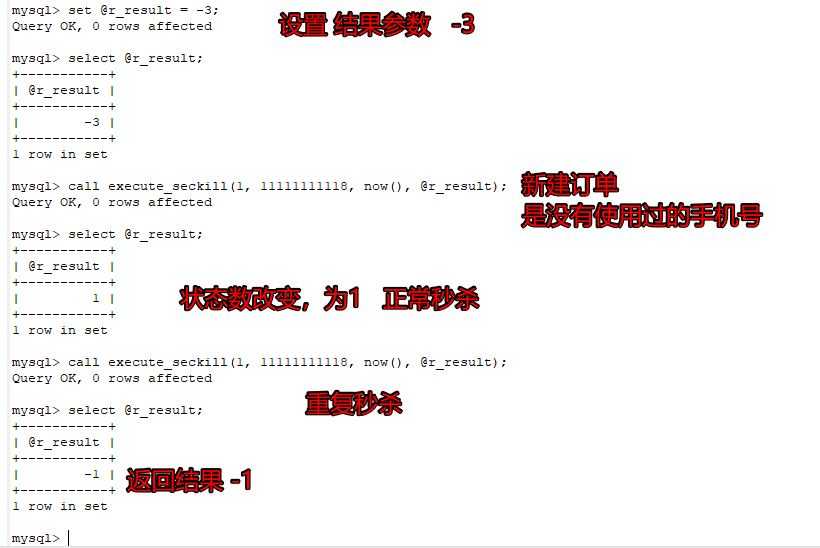 mysql> set @r_result = -3;
Query OK, 0 rows affected
设置 结果参数 -3
mysql> select @r_result;
+-----------+
| @r_result |
+-----------+
|        -3 |
+-----------+
1 row in set
mysql> call execute_seckill(1, 11111111118, now(), @r_result);
新建订单
Query OK, 0 rows affected
是没有使用过的手机号
mysql> select @r_result;
+-----------+
| @r_result |
+-----------+
|         1 |
状态数改变，为1 正常秒杀
+-----------+
1 row in set
mysql> call execute_seckill(1, 11111111118, now(), @r_result);
Query OK, 0 rows affected
重复秒杀
mysql> select @r_result;
+-----------+
| @r_result |
+-----------+
|        -1 |
返回结果 -1
+-----------+
1 row in set
mysql>